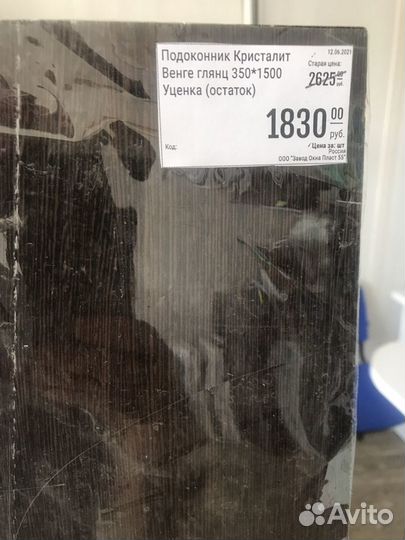 Подоконник Кристалит
Венге глянц 350*1500
Уценка (остаток)
12.06.2021
Старая цена:
2625 00 руб.
1830 00
руб.
Код:
✓Цена за: шт
Россия
ООО "Завод Окна Пласт 55"
Avito